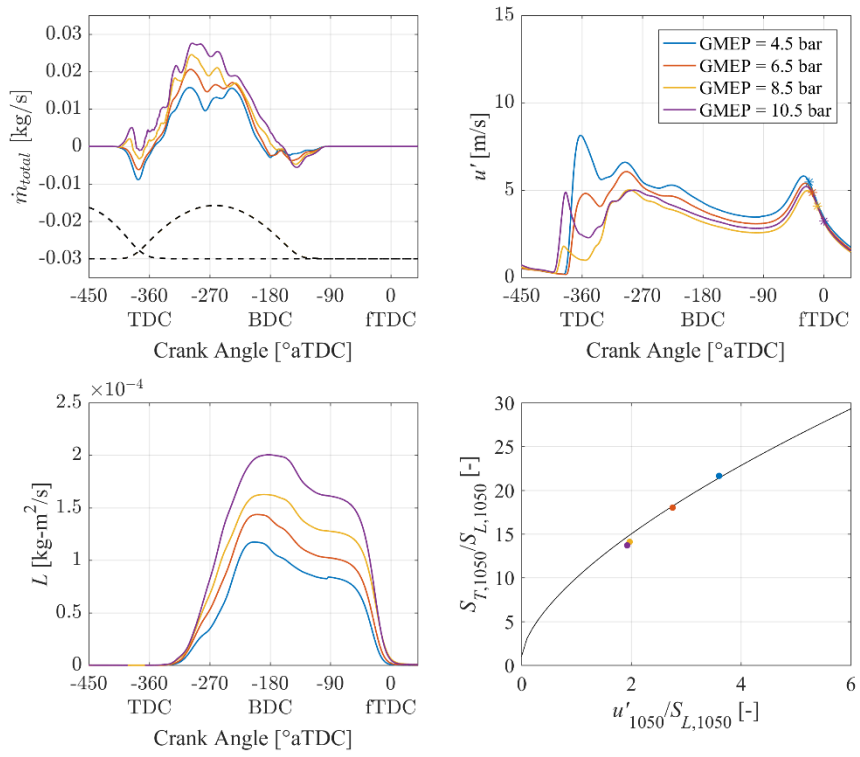 0.03
0.02
0.01
0
-0.01
-0.02
-0.03
ṁ_total [kg/s]
-450 -360 -270 -180 -90 0
TDC BDC fTDC
Crank Angle [°aTDC]
15
10
5
0
u′ [m/s]
GMEP = 4.5 bar
GMEP = 6.5 bar
GMEP = 8.5 bar
GMEP = 10.5 bar
-450 -360 -270 -180 -90 0
TDC BDC fTDC
Crank Angle [°aTDC]
×10⁻⁴
2.5
2
1.5
1
0.5
0
L [kg-m²/s]
-450 -360 -270 -180 -90 0
TDC BDC fTDC
Crank Angle [°aTDC]
30
25
20
15
10
5
0
S_T,1050/S_L,1050 [-]
0 2 4 6
u′_1050/S_L,1050 [-]